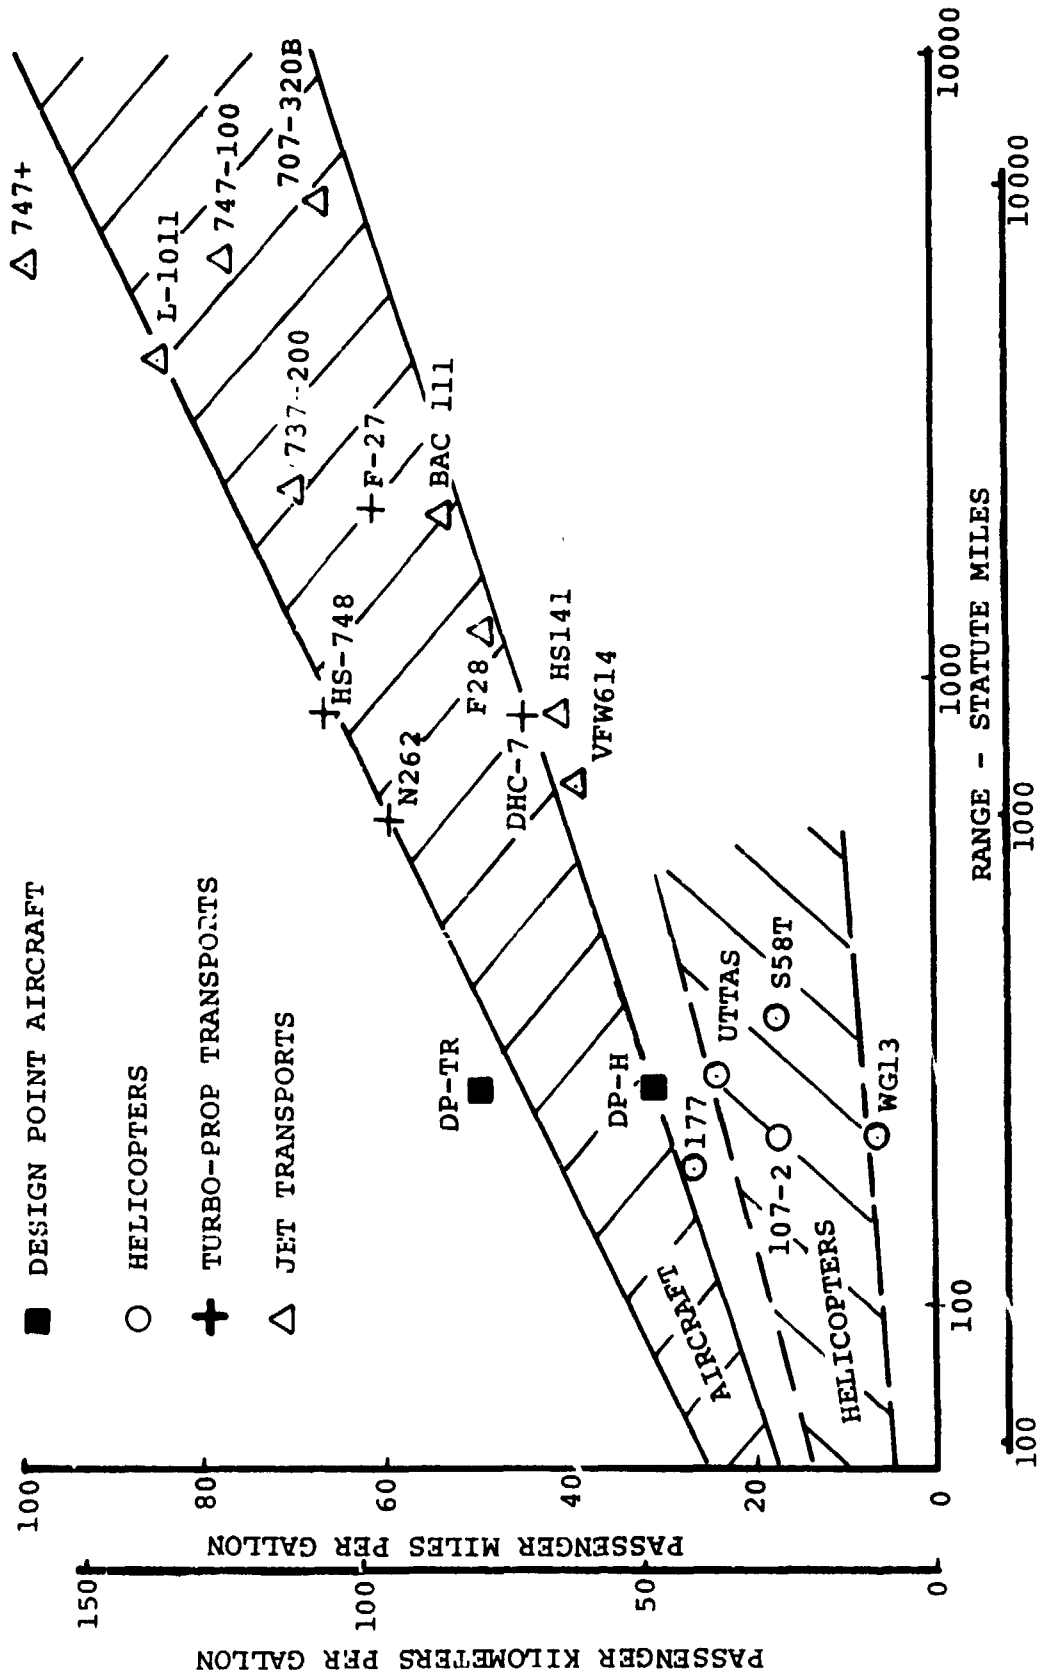 ■ DESIGN POINT AIRCRAFT
○ HELICOPTERS
+ TURBO-PROP TRANSPORTS
△ JET TRANSPORTS
747+
L-1011
747-100
707-320B
737-200
F-27
BAC 111
HS-748
N262
F28
HS141
DHC-7
VFW614
DP-TR
DP-H
177
UTTAS
S58T
107-2
WG13
AIRCRAFT
HELICOPTERS
PASSENGER KILOMETERS PER GALLON
150
100
50
0
PASSENGER MILES PER GALLON
100
80
60
40
20
0
100
1000
10000
RANGE - STATUTE MILES
100
1000
10000